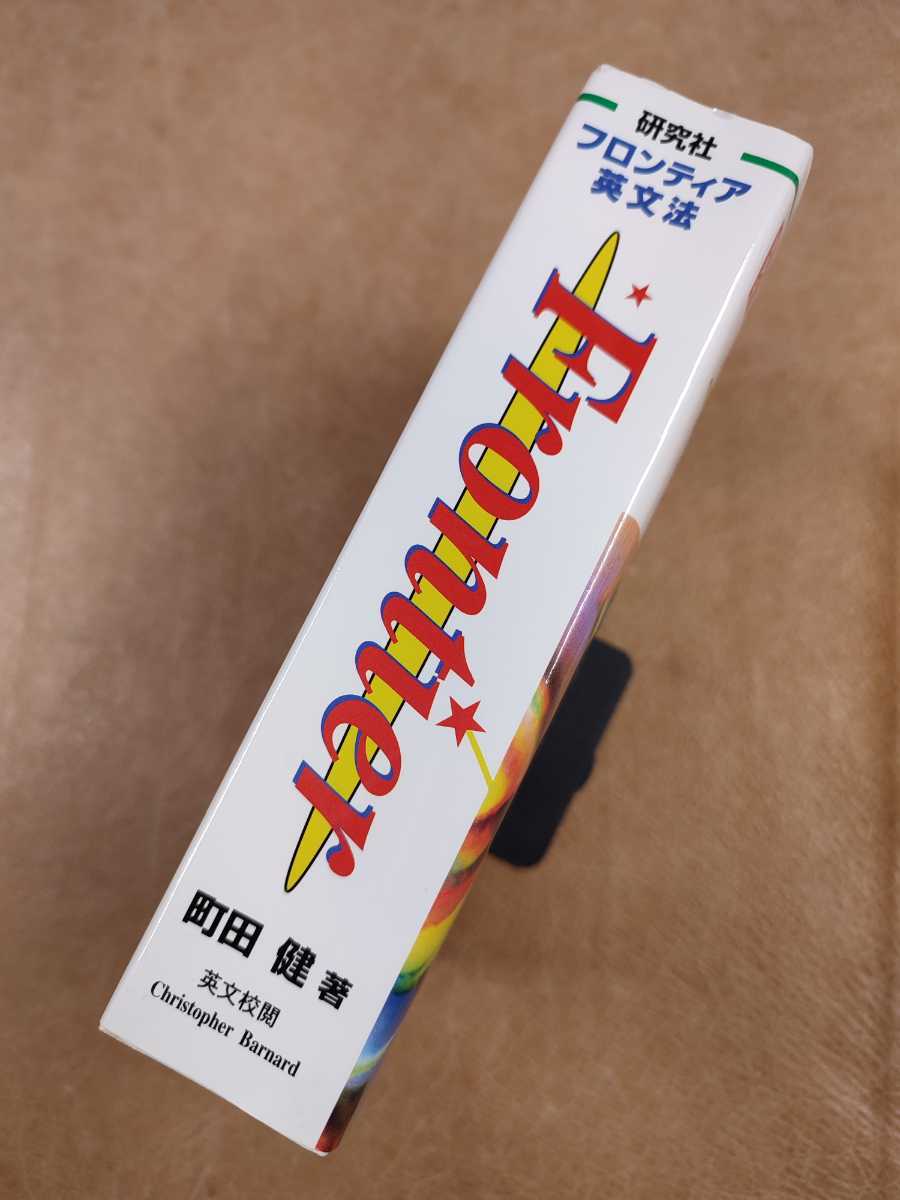 研究社
フロンティア
英文法
Frontier
町田 健 著
英文校閲
Christopher Barnard